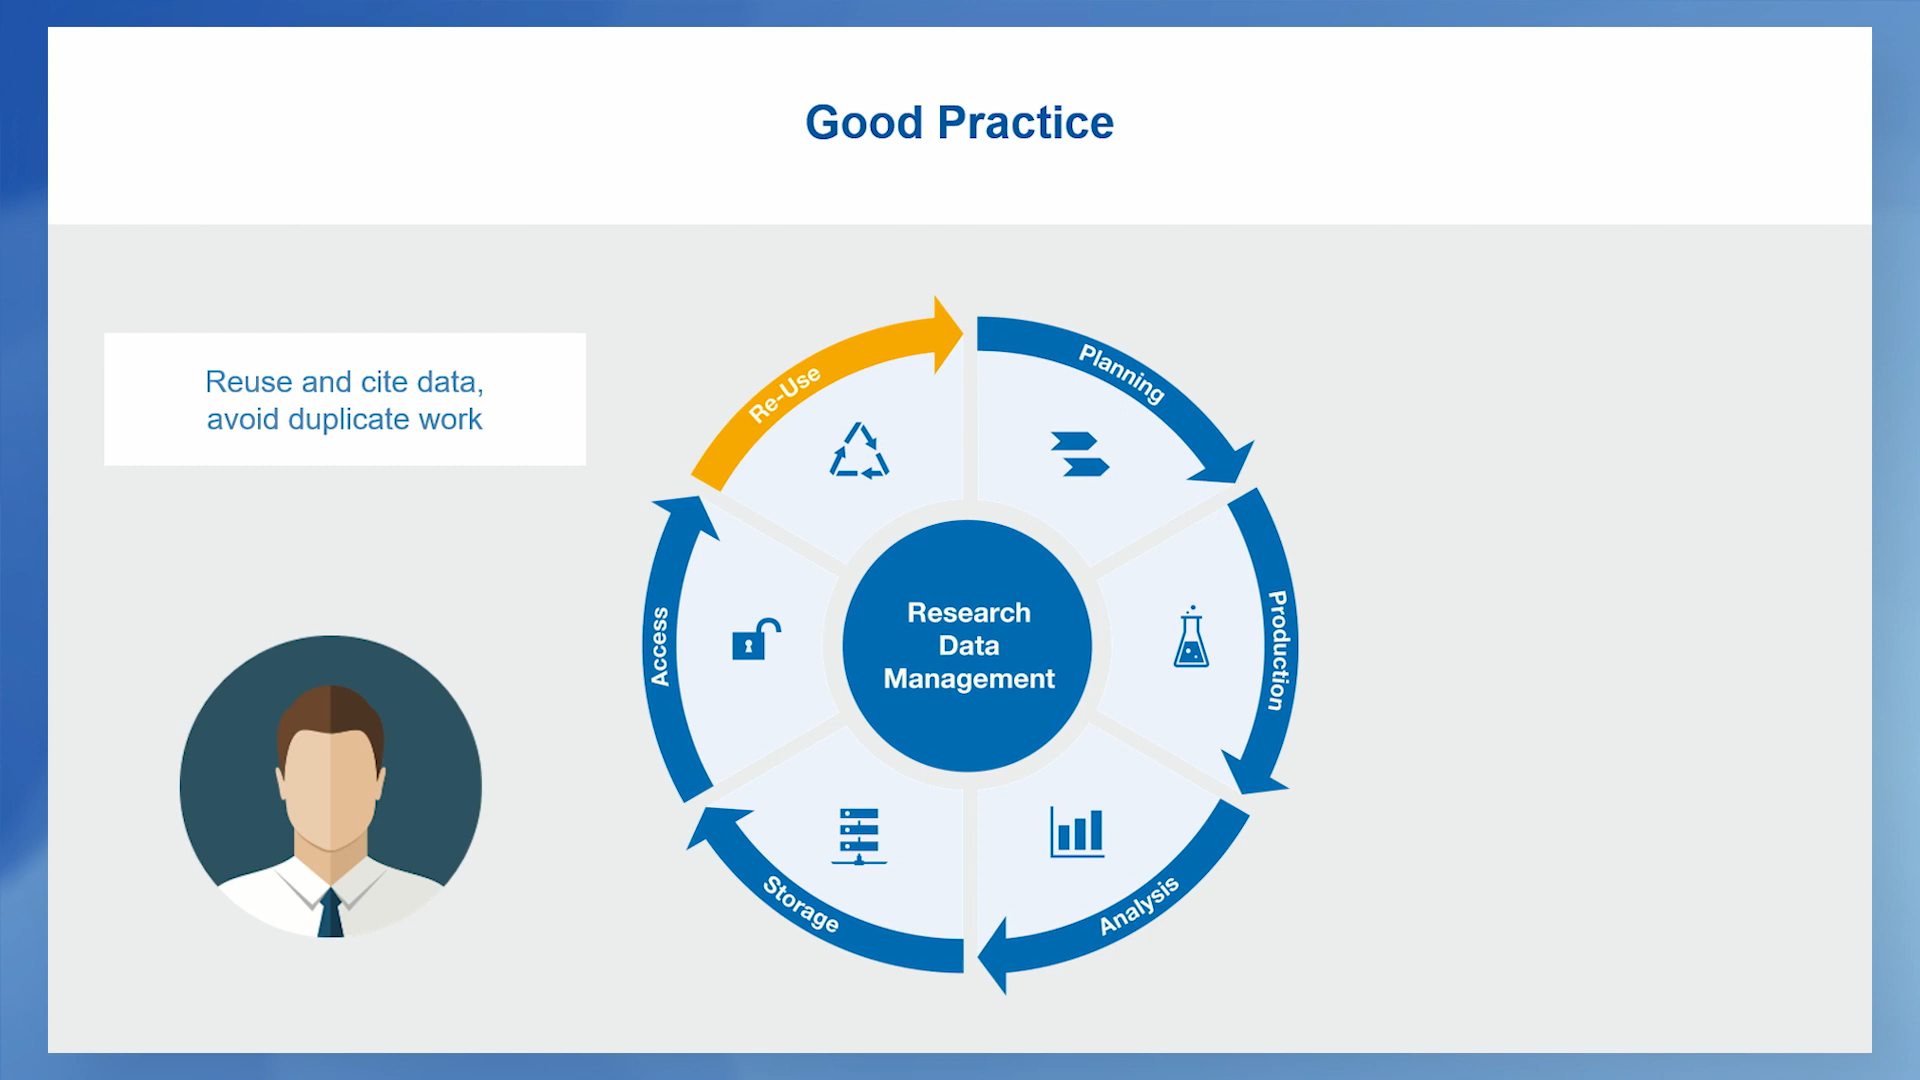 Good Practice
Reuse and cite data,
avoid duplicate work
Re-Use
Planning
Production
Analysis
Storage
Access
Research
Data
Management